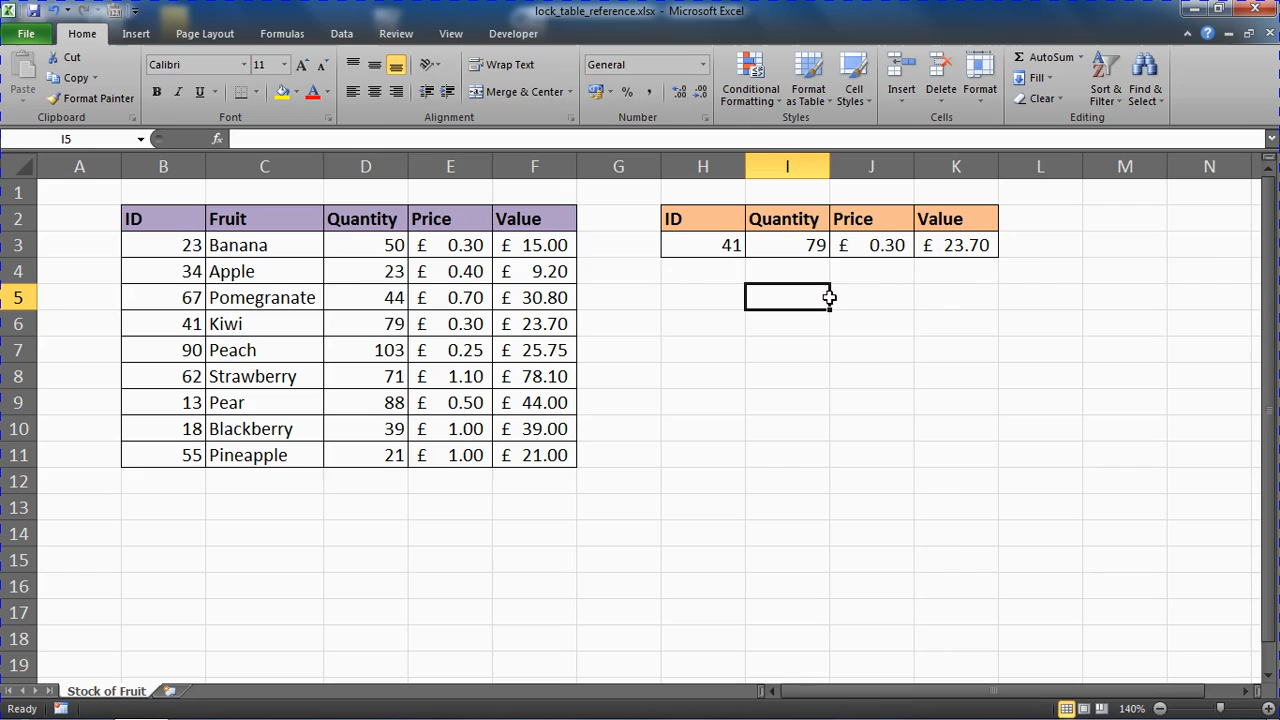 lock_table_reference.xlsx - Microsoft Excel
File Home Insert Page Layout Formulas Data Review View Developer
Paste
Cut
Copy
Format Painter
Clipboard
Calibri 11
B I U
Font
Wrap Text
Merge & Center
Alignment
General
%
Number
Conditional Formatting
Format as Table
Cell Styles
Styles
Insert
Delete
Format
Cells
AutoSum
Fill
Clear
Sort & Filter
Find & Select
Editing
I5 fx
A B C D E F G H I J K L M N
1
2 ID Fruit Quantity Price Value ID Quantity Price Value
3 23 Banana 50 £ 0.30 £ 15.00 41 79 £ 0.30 £ 23.70
4 34 Apple 23 £ 0.40 £ 9.20
5 67 Pomegranate 44 £ 0.70 £ 30.80
6 41 Kiwi 79 £ 0.30 £ 23.70
7 90 Peach 103 £ 0.25 £ 25.75
8 62 Strawberry 71 £ 1.10 £ 78.10
9 13 Pear 88 £ 0.50 £ 44.00
10 18 Blackberry 39 £ 1.00 £ 39.00
11 55 Pineapple 21 £ 1.00 £ 21.00
12
13
14
15
16
17
18
19
Stock of Fruit
Ready 140%